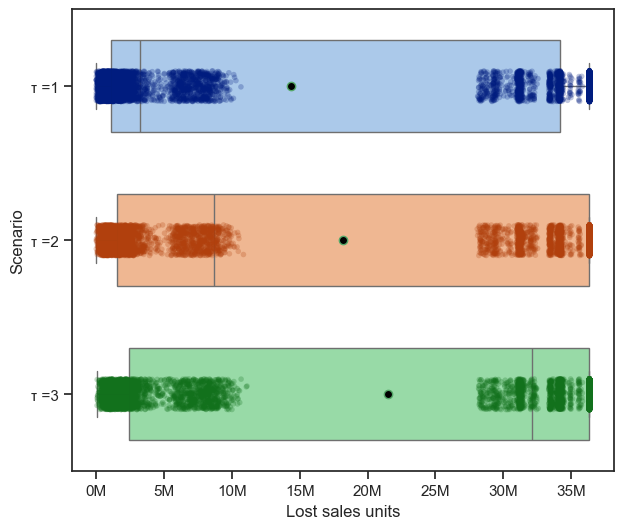 τ =1
τ =2
τ =3
Scenario
0M 5M 10M 15M 20M 25M 30M 35M
Lost sales units